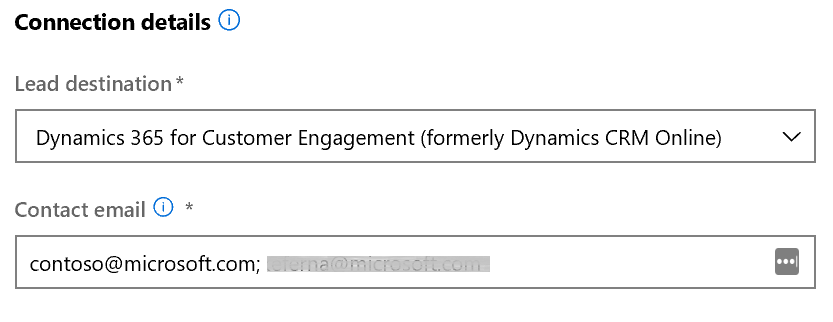 Connection details
Lead destination *
Dynamics 365 for Customer Engagement (formerly Dynamics CRM Online)
Contact email *
contoso@microsoft.com;